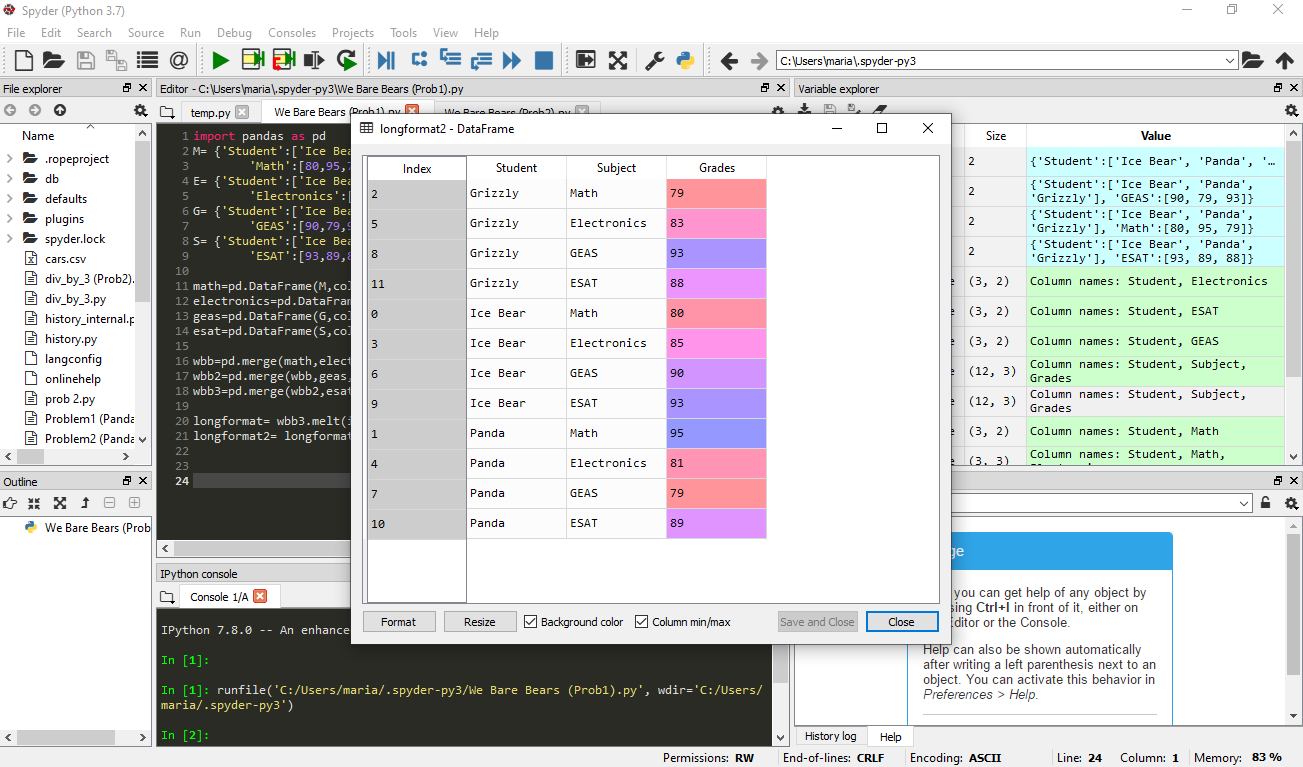 Spyder (Python 3.7)
File Edit Search Source Run Debug Consoles Projects Tools View Help
C:\Users\maria\.spyder-py3
File explorer
Name
.ropeproject
db
defaults
plugins
spyder.lock
cars.csv
div_by_3 (Prob2).
div_by_3.py
history_internal.p
history.py
langconfig
onlinehelp
prob 2.py
Problem1 (Panda
Problem2 (Panda
Outline
We Bare Bears (Prob
Editor - C:\Users\maria\.spyder-py3\We Bare Bears (Prob1).py
temp.py We Bare Bears (Prob1).py We Bare Bears (Prob2).py
1 import pandas as pd
2 M= {'Student':['Ice Bea
3 'Math':[80,95,7
4 E= {'Student':['Ice Bea
5 'Electronics':[
6 G= {'Student':['Ice Bea
7 'GEAS':[90,79,9
8 S= {'Student':['Ice Bea
9 'ESAT':[93,89,8
10
11 math=pd.DataFrame(M,col
12 electronics=pd.DataFram
13 geas=pd.DataFrame(G,col
14 esat=pd.DataFrame(S,col
15
16 wbb=pd.merge(math,elect
17 wbb2=pd.merge(wbb,geas,
18 wbb3=pd.merge(wbb2,esat
19
20 longformat= wbb3.melt(i
21 longformat2= longformat
22
23
24
IPython console
Console 1/A
IPython 7.8.0 -- An enhance
In [1]:
In [1]: runfile('C:/Users/maria/.spyder-py3/We Bare Bears (Prob1).py', wdir='C:/Users/
maria/.spyder-py3')
In [2]:
longformat2 - DataFrame
Index Student Subject Grades
2 Grizzly Math 79
5 Grizzly Electronics 83
8 Grizzly GEAS 93
11 Grizzly ESAT 88
0 Ice Bear Math 80
3 Ice Bear Electronics 85
6 Ice Bear GEAS 90
9 Ice Bear ESAT 93
1 Panda Math 95
4 Panda Electronics 81
7 Panda GEAS 79
10 Panda ESAT 89
Format Resize Background color Column min/max Save and Close Close
Variable explorer
Size Value
2 {'Student':['Ice Bear', 'Panda', '…
2 {'Student':['Ice Bear', 'Panda',
'Grizzly'], 'GEAS':[90, 79, 93]}
2 {'Student':['Ice Bear', 'Panda',
'Grizzly'], 'Math':[80, 95, 79]}
2 {'Student':['Ice Bear', 'Panda',
'Grizzly'], 'ESAT':[93, 89, 88]}
e (3, 2) Column names: Student, Electronics
e (3, 2) Column names: Student, ESAT
e (3, 2) Column names: Student, GEAS
e (12, 3) Column names: Student, Subject,
Grades
e (12, 3) Column names: Student, Subject,
Grades
e (3, 2) Column names: Student, Math
e (3, 3) Column names: Student, Math,
ge
you can get help of any object by
sing Ctrl+I in front of it, either on
Editor or the Console.
Help can also be shown automatically
after writing a left parenthesis next to an
object. You can activate this behavior in
Preferences > Help.
History log Help
Permissions: RW End-of-lines: CRLF Encoding: ASCII Line: 24 Column: 1 Memory: 83 %